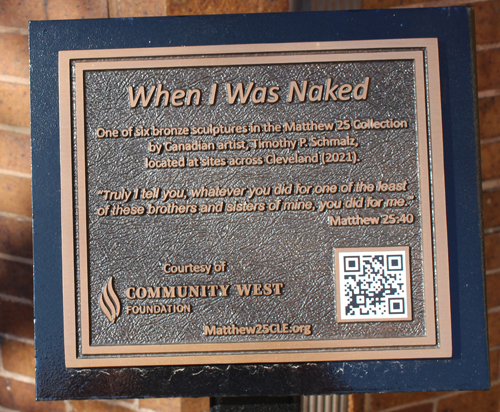 When I Was Naked
One of six bronze sculptures in the Matthew 25 Collection
by Canadian artist, Timothy P. Schmalz,
located at sites across Cleveland (2021).
"Truly I tell you, whatever you did for one of the least
of these brothers and sisters of mine, you did for me."
Matthew 25:40
Courtesy of
COMMUNITY WEST
FOUNDATION
Matthew25CLE.org